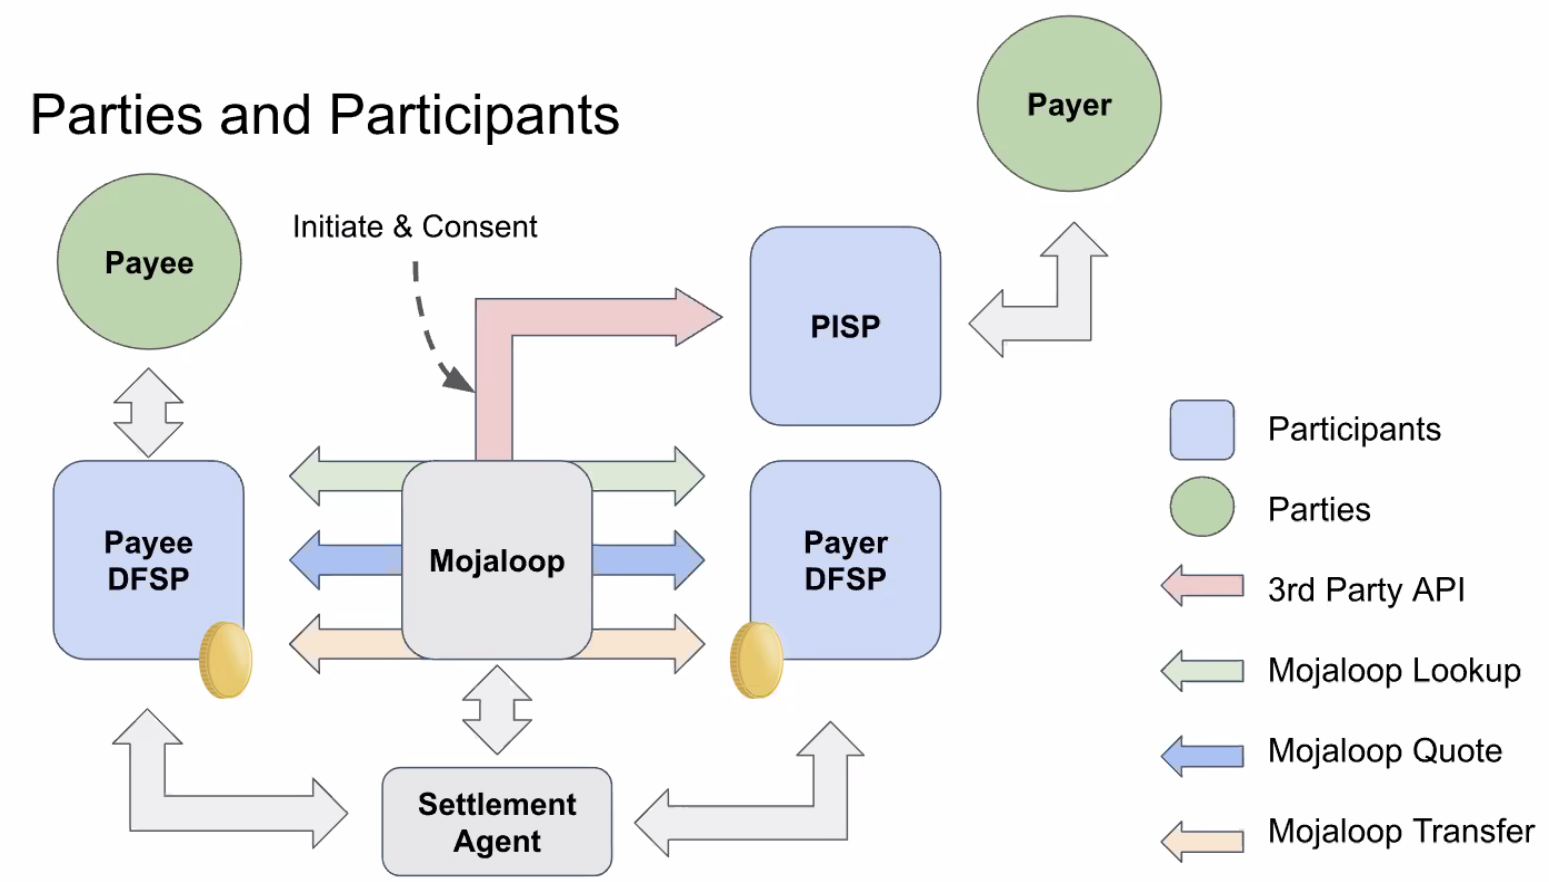 Parties and Participants
Payer
Payee
Initiate & Consent
PISP
Payee
DFSP
Mojaloop
Payer
DFSP
Settlement
Agent
Participants
Parties
3rd Party API
Mojaloop Lookup
Mojaloop Quote
Mojaloop Transfer